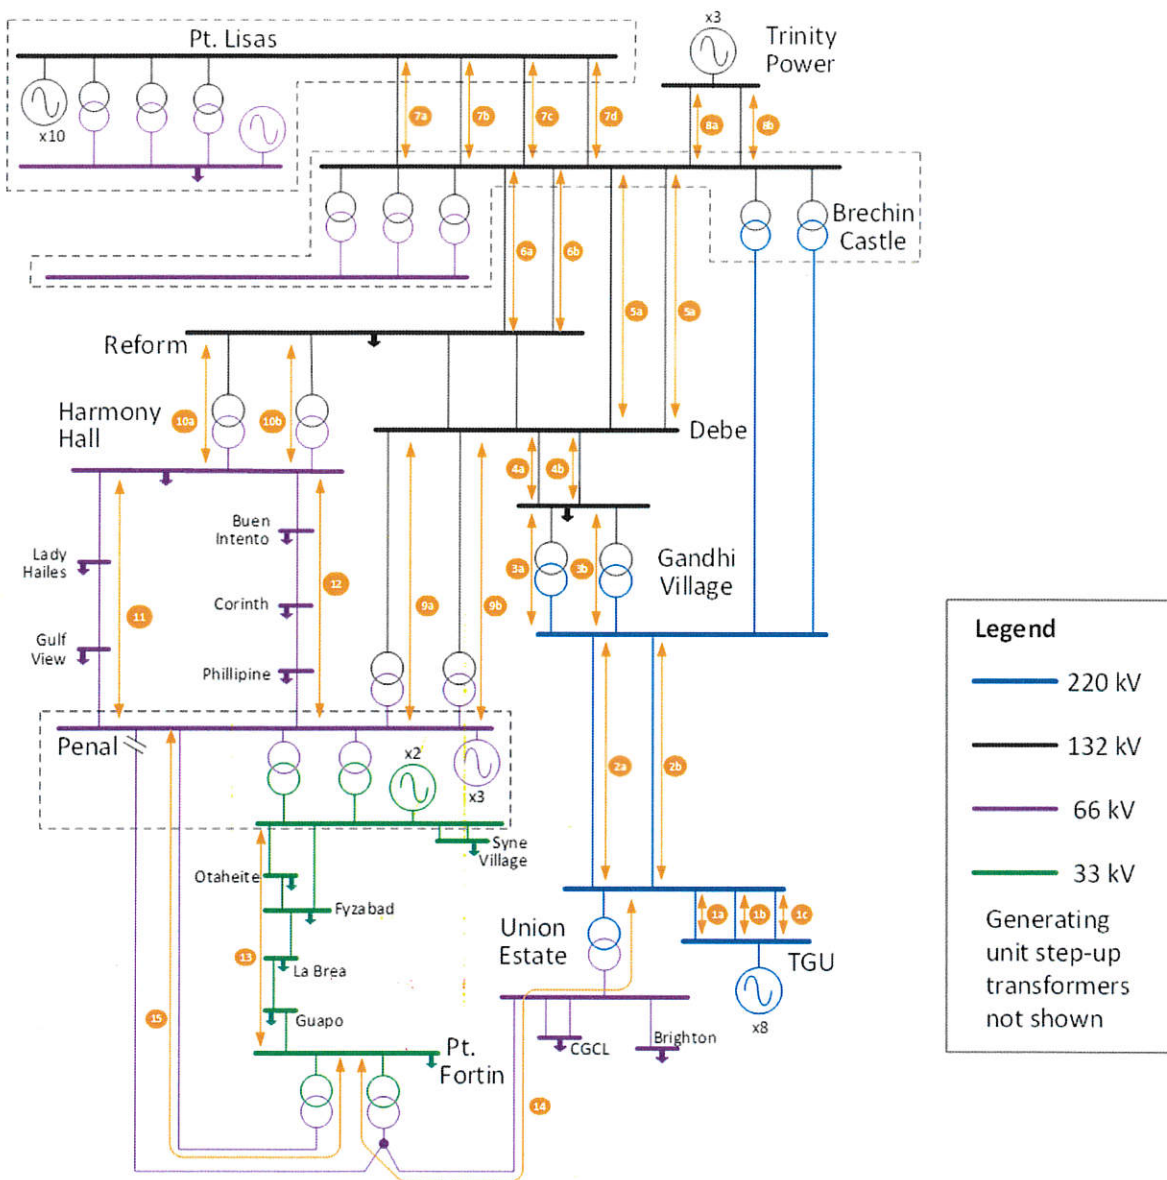 Pt. Lisas
x10
x3
Trinity
Power
7a
7b
7c
7d
8a
8b
Brechin
Castle
6a
6b
5a
5a
Reform
10a
10b
Harmony
Hall
Debe
4a
4b
Buen
Intento
Lady
Hailes
3a
3b
Gandhi
Village
11
12
9a
9b
Corinth
Gulf
View
Phillipine
Penal
x2
x3
2a
2b
Syne
Village
Otaheite
Fyzabad
13
La Brea
Guapo
15
Pt.
Fortin
Union
Estate
1a
1b
1c
TGU
x8
CGCL
Brighton
14
Legend
220 kV
132 kV
66 kV
33 kV
Generating
unit step-up
transformers
not shown